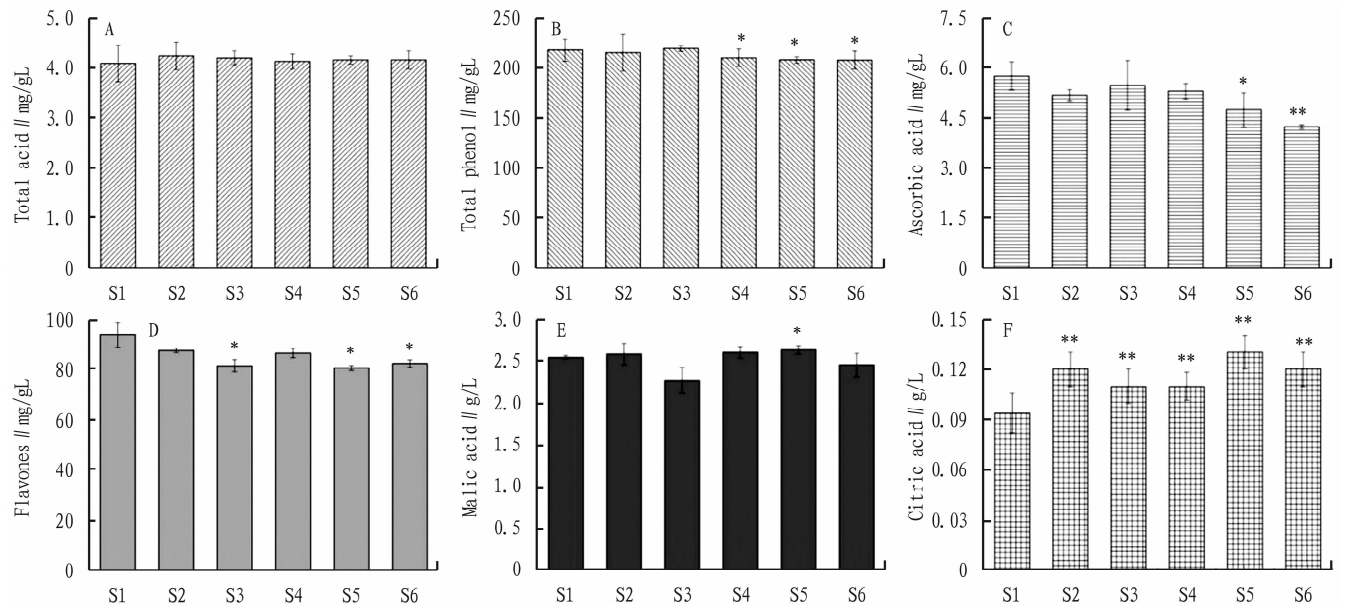 A
Total acid∥mg/gL
5.0
4.0
3.0
2.0
1.0
0
S1 S2 S3 S4 S5 S6
B
Total phenol∥mg/gL
250
200
150
100
50
0
* * *
S1 S2 S3 S4 S5 S6
C
Ascorbic acid∥mg/gL
7.5
6.0
4.5
3.0
1.5
0
* **
S1 S2 S3 S4 S5 S6
D
Flavones∥mg/gL
100
80
60
40
20
0
* * *
S1 S2 S3 S4 S5 S6
E
Malic acid∥g/L
3.0
2.5
2.0
1.5
1.0
0.5
0
*
S1 S2 S3 S4 S5 S6
F
Citric acid∥g/L
0.15
0.12
0.09
0.06
0.03
0
** ** ** ** **
S1 S2 S3 S4 S5 S6